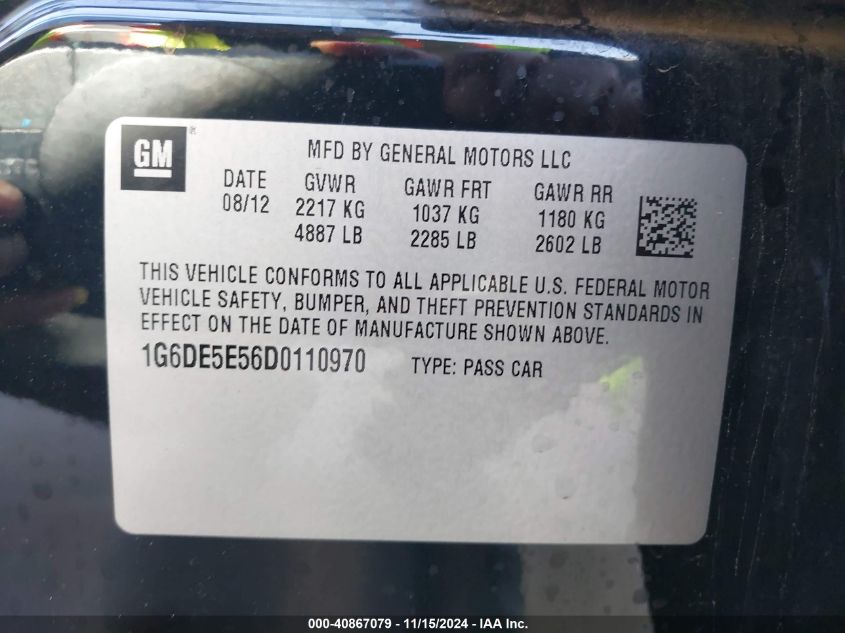 GM ®
MFD BY GENERAL MOTORS LLC
DATE GVWR GAWR FRT GAWR RR
08/12 2217 KG 1037 KG 1180 KG
4887 LB 2285 LB 2602 LB
THIS VEHICLE CONFORMS TO ALL APPLICABLE U.S. FEDERAL MOTOR
VEHICLE SAFETY, BUMPER, AND THEFT PREVENTION STANDARDS IN
EFFECT ON THE DATE OF MANUFACTURE SHOWN ABOVE.
1G6DE5E56D0110970 TYPE: PASS CAR
000-40867079 - 11/15/2024 - IAA Inc.